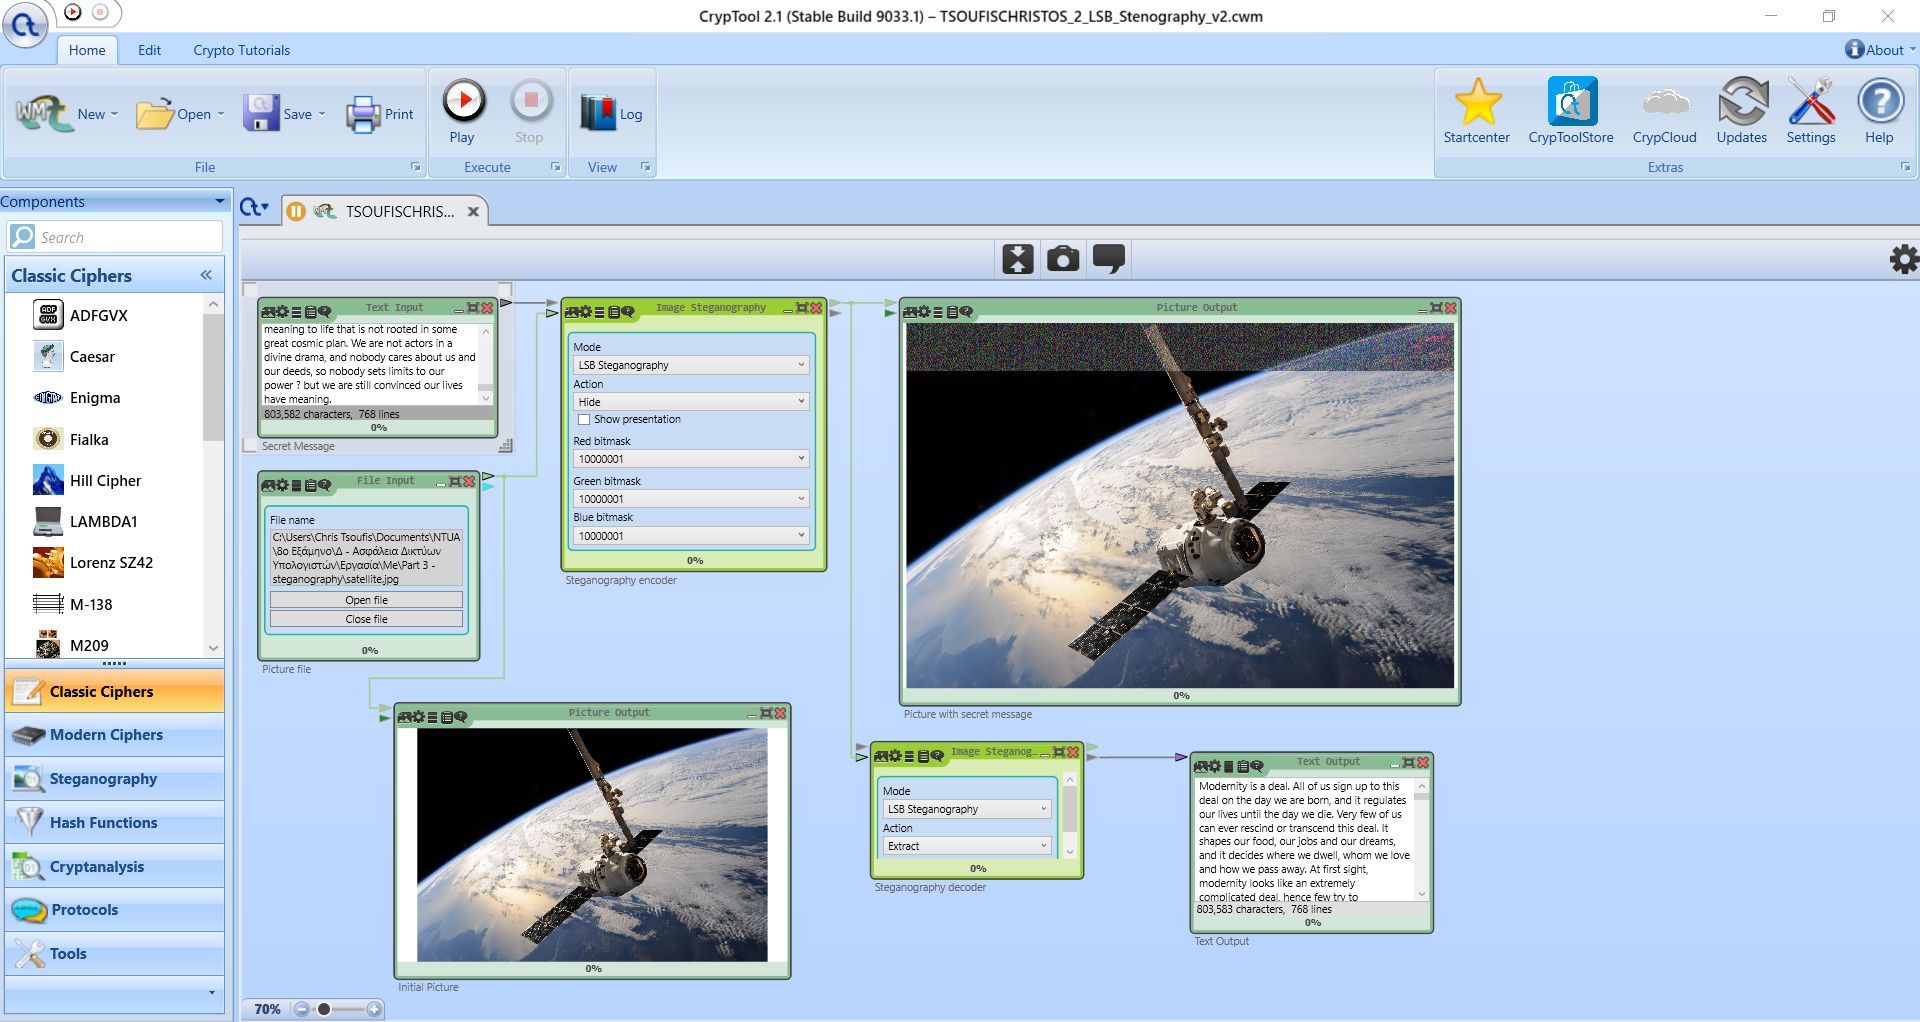 CrypTool 2.1 (Stable Build 9033.1) – TSOUFISCHRISTOS_2_LSB_Stenography_v2.cwm
Home Edit Crypto Tutorials About
New Open Save Print Play Stop Log Startcenter CrypToolStore CrypCloud Updates Settings Help
File Execute View Extras
Components
Search
Classic Ciphers
ADFGVX
Caesar
Enigma
Fialka
Hill Cipher
LAMBDA1
Lorenz SZ42
M-138
M209
Classic Ciphers
Modern Ciphers
Steganography
Hash Functions
Cryptanalysis
Protocols
Tools
TSOUFISCHRIS...
Text Input
meaning to life that is not rooted in some
great cosmic plan. We are not actors in a
divine drama, and nobody cares about us and
our deeds, so nobody sets limits to our
power ? but we are still convinced our lives
have meaning.
803,582 characters, 768 lines
0%
Secret Message
File Input
File name
C:\Users\Chris Tsoufis\Documents\NTUA
\8ο Εξάμηνο\Δ - Ασφάλεια Δικτύων
Υπολογιστών\Εργασία\Me\Part 3 -
steganography\satellite.jpg
Open file
Close file
0%
Picture file
Image Steganography
Mode
LSB Steganography
Action
Hide
Show presentation
Red bitmask
10000001
Green bitmask
10000001
Blue bitmask
10000001
0%
Steganography encoder
Picture Output
0%
Picture with secret message
Picture Output
0%
Initial Picture
Image Steganog...
Mode
LSB Steganography
Action
Extract
0%
Steganography decoder
Text Output
Modernity is a deal. All of us sign up to this
deal on the day we are born, and it regulates
our lives until the day we die. Very few of us
can ever rescind or transcend this deal. It
shapes our food, our jobs and our dreams,
and it decides where we dwell, whom we love
and how we pass away. At first sight,
modernity looks like an extremely
complicated deal, hence few try to
803,583 characters, 768 lines
0%
Text Output
70%